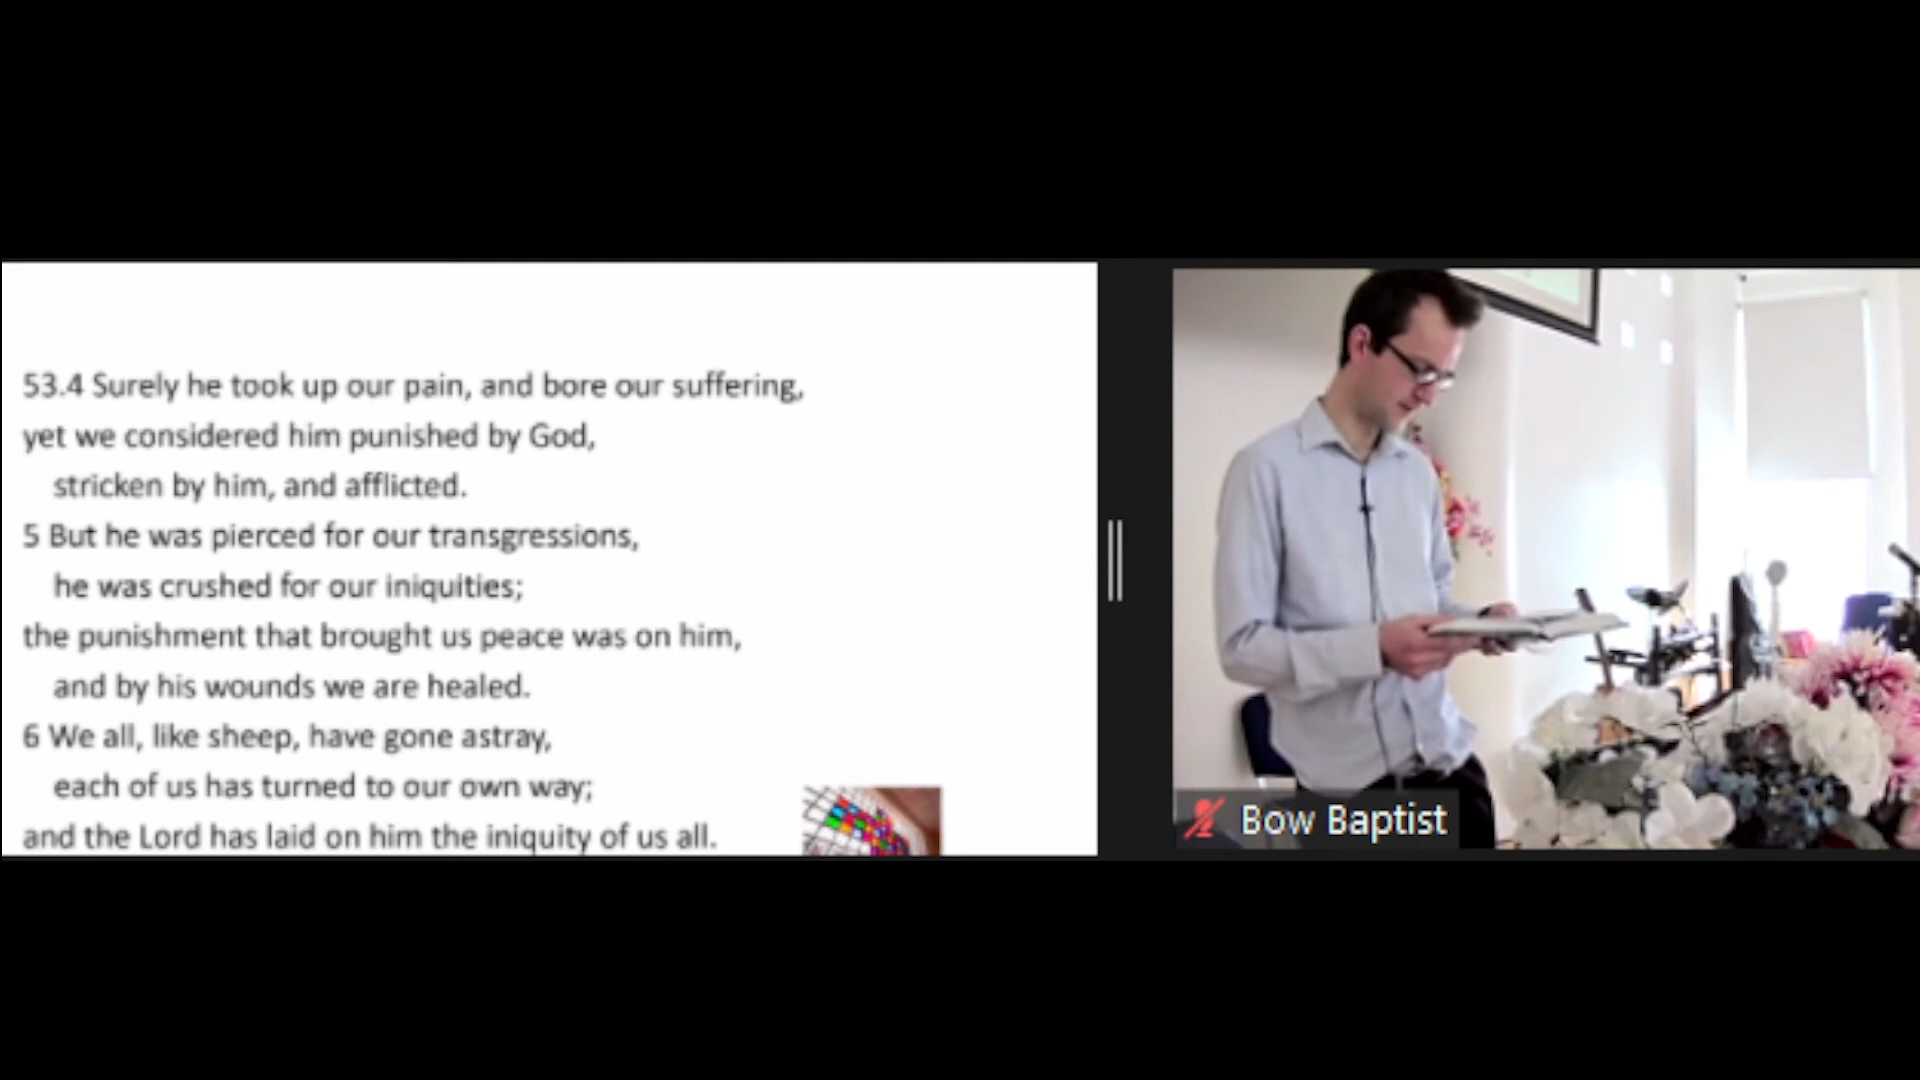 53.4 Surely he took up our pain, and bore our suffering,
yet we considered him punished by God,
stricken by him, and afflicted.
5 But he was pierced for our transgressions,
he was crushed for our iniquities;
the punishment that brought us peace was on him,
and by his wounds we are healed.
6 We all, like sheep, have gone astray,
each of us has turned to our own way;
and the Lord has laid on him the iniquity of us all.
Bow Baptist